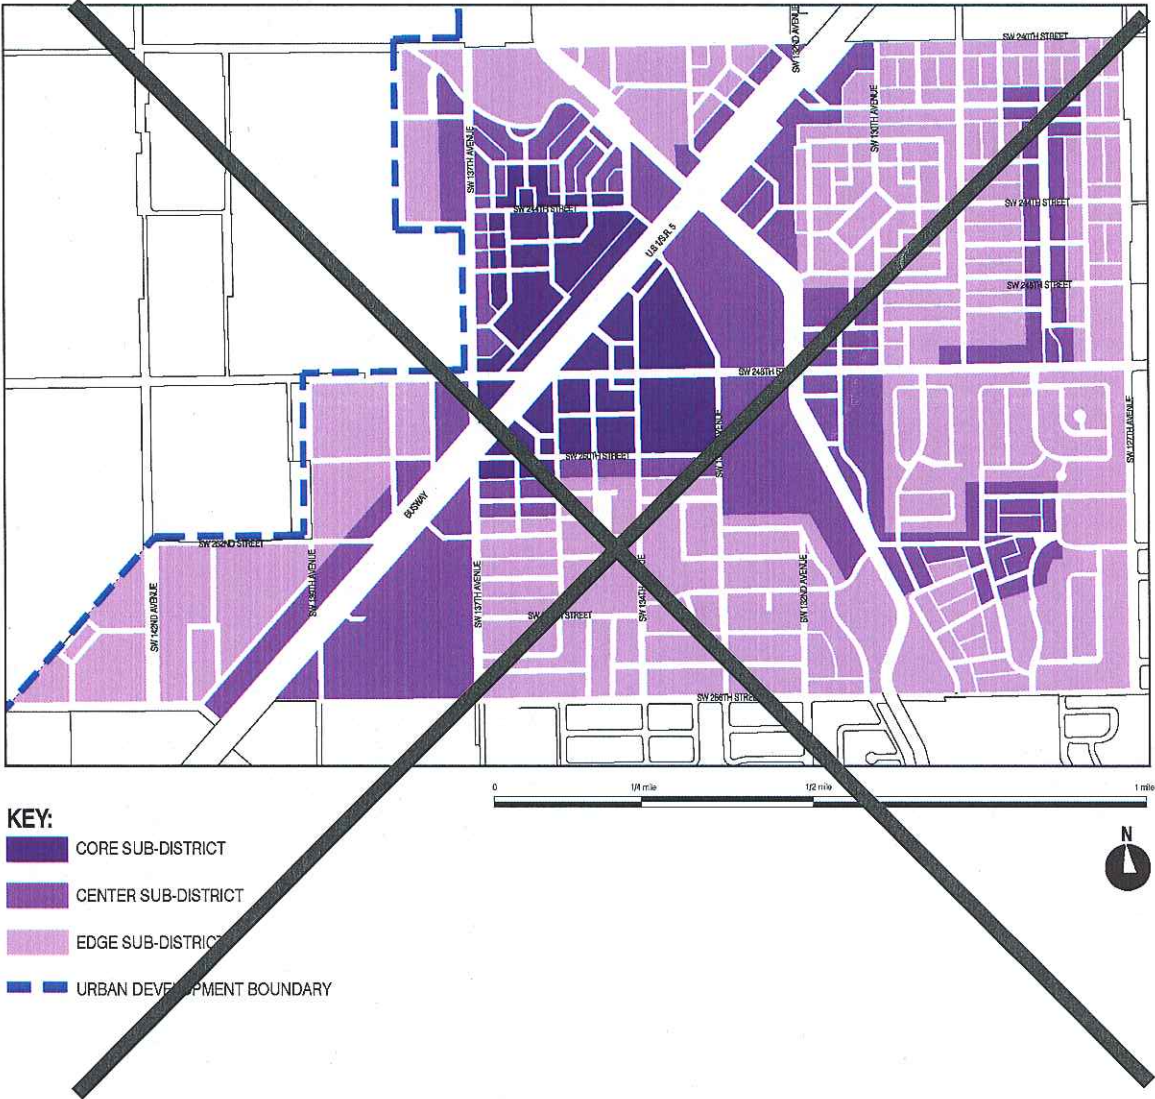 SW 240TH STREET
SW 132ND AVENUE
SW 130TH AVENUE
SW 137TH AVENUE
SW 244TH STREET
SW 244TH STREET
U.S 1/S.R. 5
SW 248TH
SW 127TH AVENUE
AVENUE
SW 250TH STREET
BUSWAY
SW 252ND STREET
SW 142ND AVENUE
AVENUE
SW 137TH AVENUE
SW 134TH
SW 132ND AVENUE
STREET
SW 256TH STREE
0 1/4 mile 1/2 mile 1 mile
KEY:
CORE SUB-DISTRICT
CENTER SUB-DISTRICT
EDGE SUB-DISTRICT
URBAN DEVELOPMENT BOUNDARY
N